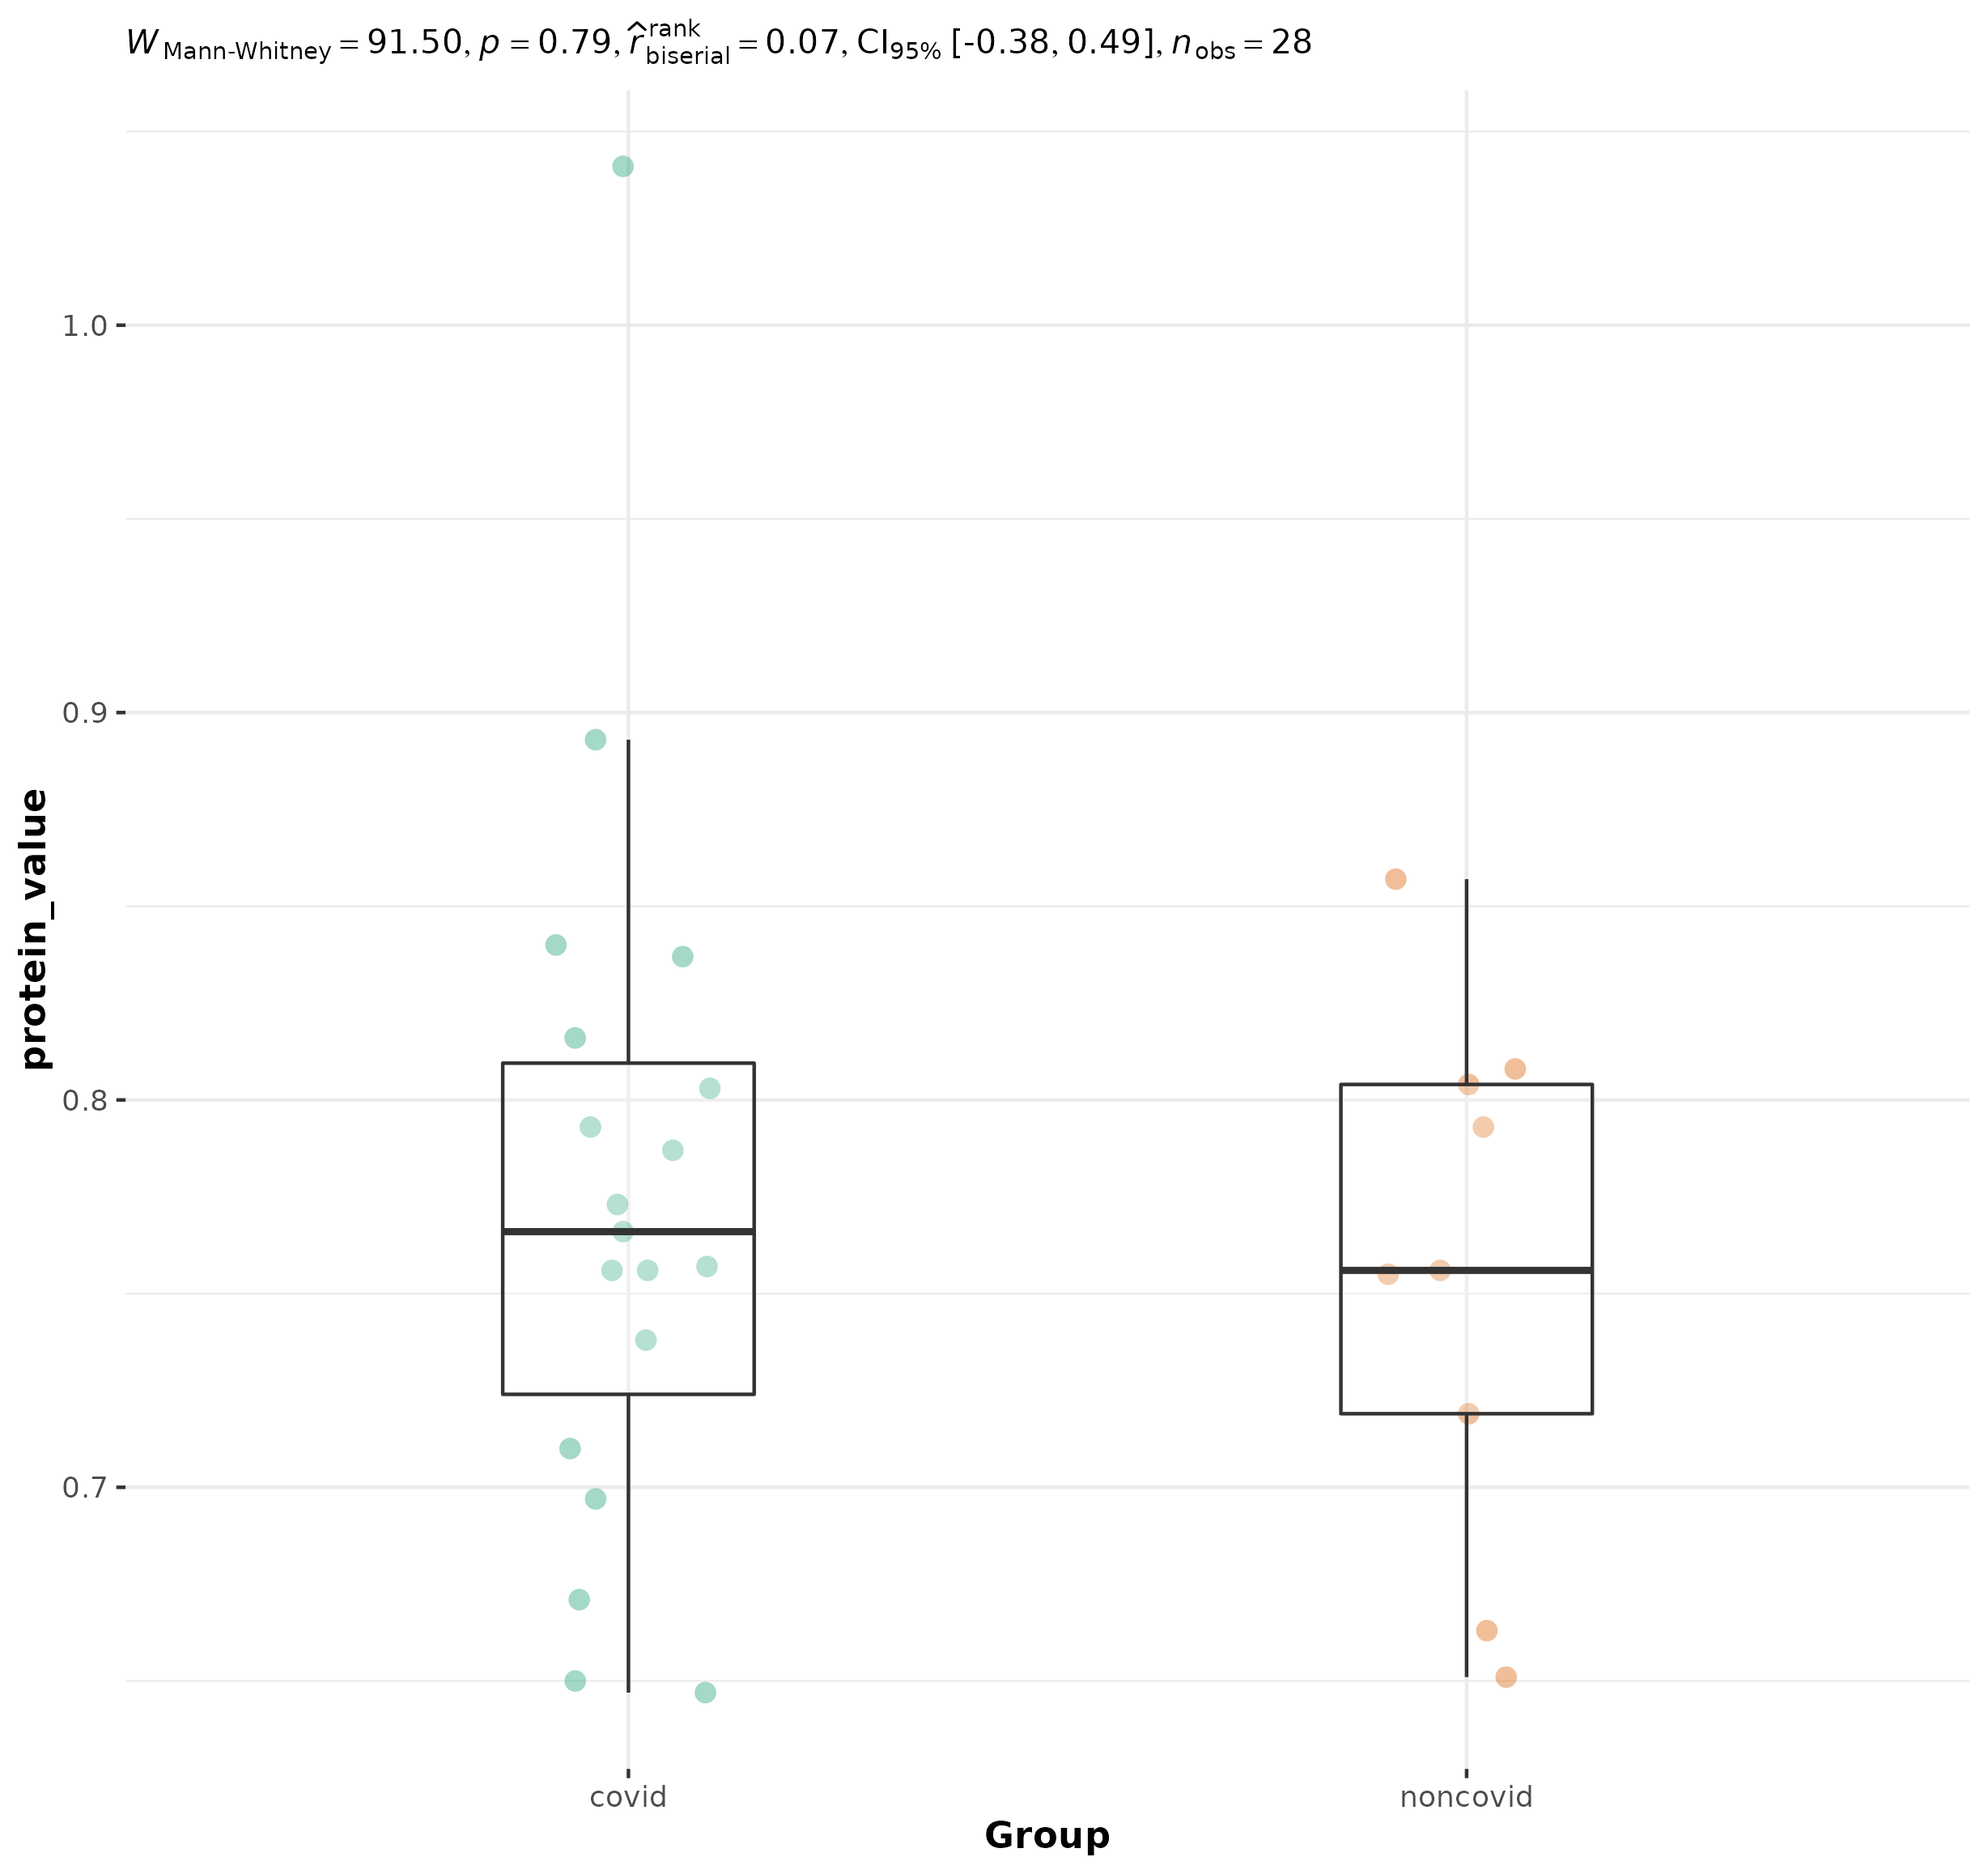 W Mann-Whitney = 91.50, p = 0.79, r̂ rank biserial = 0.07, CI95% [-0.38, 0.49], nobs = 28
1.0
0.9
0.8
0.7
protein_value
covid noncovid
Group